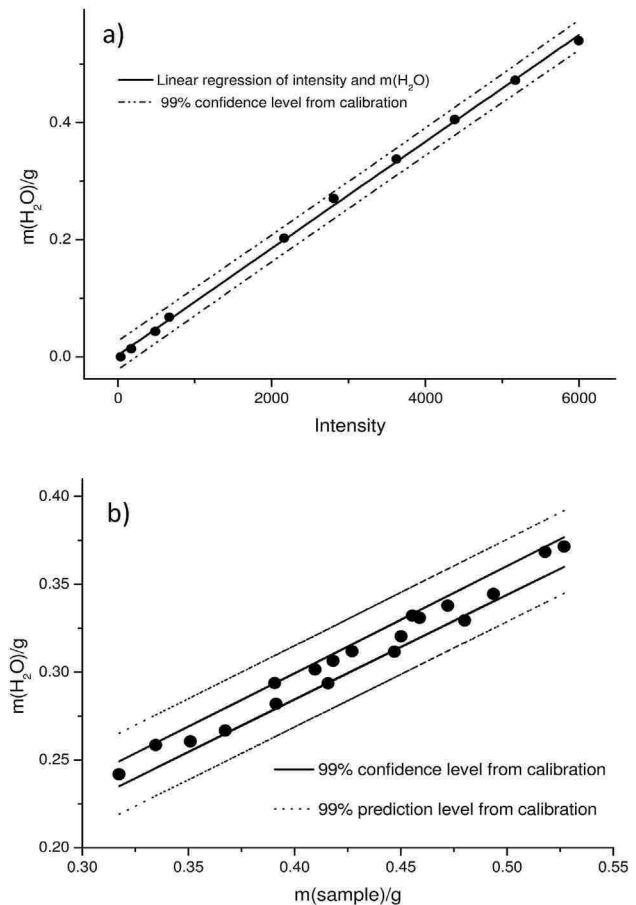 a)
Linear regression of intensity and m(H₂O)
99% confidence level from calibration
0.4
0.2
0.0
m(H₂O)/g
0 2000 4000 6000
Intensity
b)
0.40
0.35
0.30
0.25
0.20
m(H₂O)/g
99% confidence level from calibration
99% prediction level from calibration
0.30 0.35 0.40 0.45 0.50 0.55
m(sample)/g